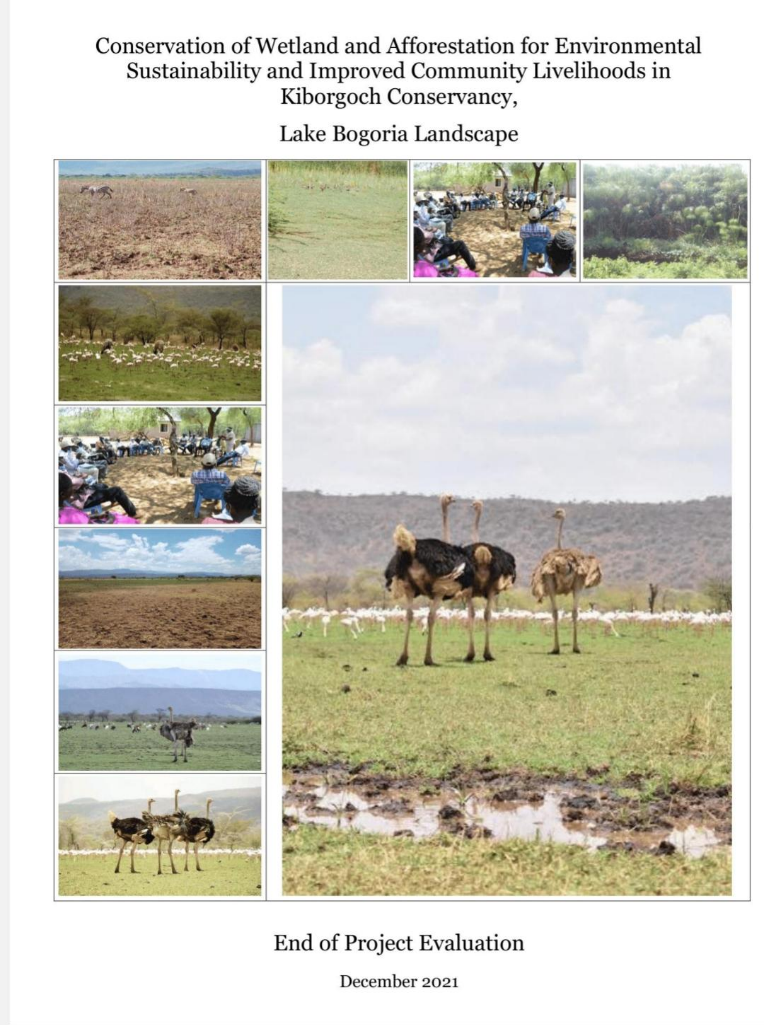 Conservation of Wetland and Afforestation for Environmental
Sustainability and Improved Community Livelihoods in
Kiborgoch Conservancy,
Lake Bogoria Landscape
End of Project Evaluation
December 2021